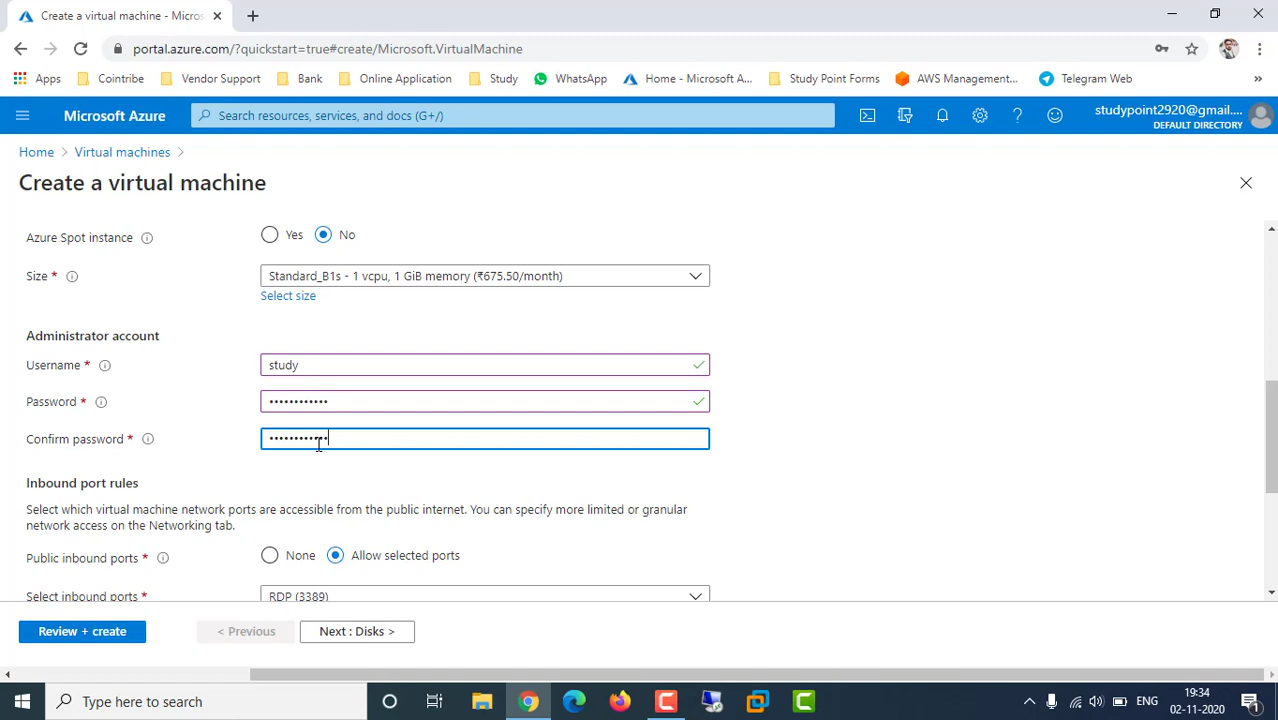 Create a virtual machine - Micros
portal.azure.com/?quickstart=true#create/Microsoft.VirtualMachine
Apps Cointribe Vendor Support Bank Online Application Study WhatsApp Home - Microsoft A... Study Point Forms AWS Management... Telegram Web »
Microsoft Azure
Search resources, services, and docs (G+/)
studypoint2920@gmail....
DEFAULT DIRECTORY
Home > Virtual machines >
Create a virtual machine
Azure Spot instance Yes No
Size * Standard_B1s - 1 vcpu, 1 GiB memory (₹675.50/month)
Select size
Administrator account
Username * study
Password * ••••••••••••
Confirm password * ••••••••••••
Inbound port rules
Select which virtual machine network ports are accessible from the public internet. You can specify more limited or granular
network access on the Networking tab.
Public inbound ports * None Allow selected ports
Select inbound ports * RDP (3389)
Review + create < Previous Next : Disks >
Type here to search
ENG
19:34
02-11-2020
1